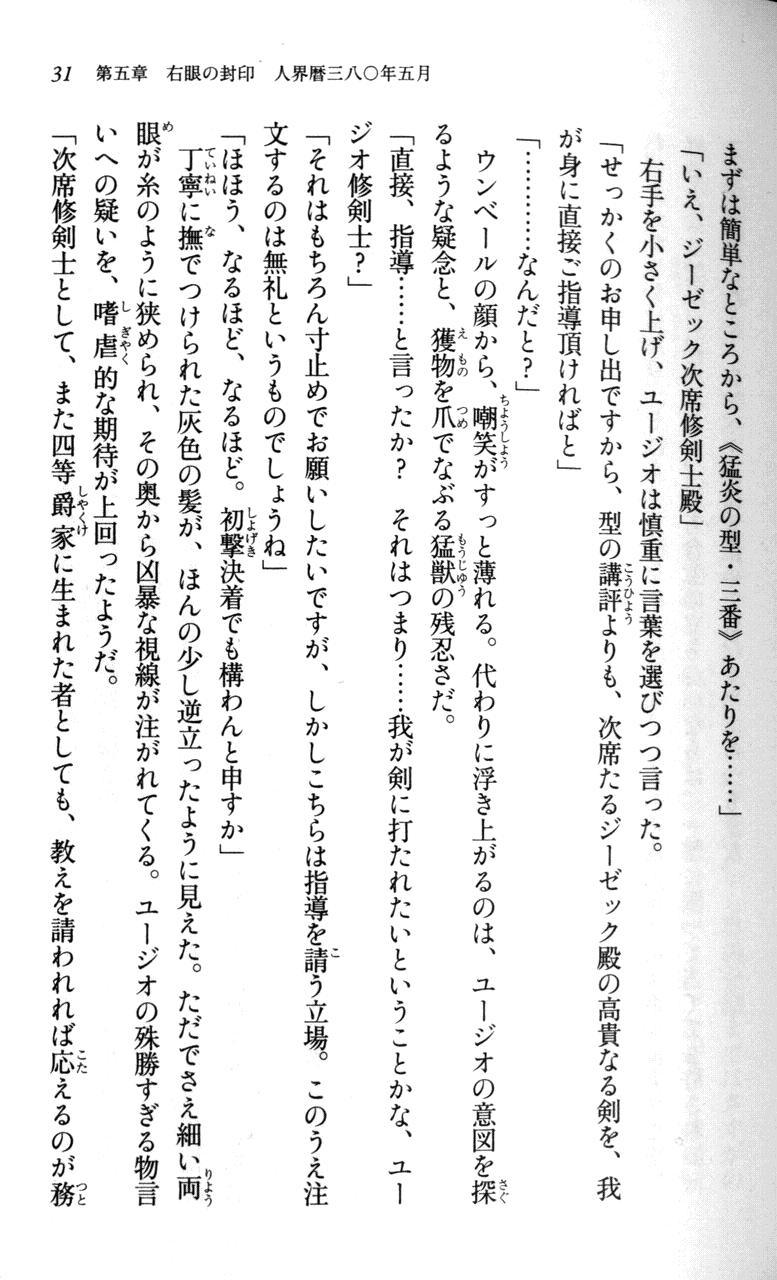 31 第五章 右眼の封印 人界暦三八〇年五月
まずは簡単なところから、《猛炎の型・三番》あたりを……」
「いえ、ジーゼック次席修剣士殿」
右手を小さく上げ、ユージオは慎重に言葉を選びつつ言った。
「せっかくのお申し出ですから、型の講評よりも、次席たるジーゼック殿の高貴なる剣を、我
が身に直接ご指導頂ければと」
「…………なんだと?」
ウンベールの顔から、嘲笑がすっと薄れる。代わりに浮き上がるのは、ユージオの意図を探
るような疑念と、獲物を爪でなぶる猛獣の残忍さだ。
「直接、指導……と言ったか? それはつまり……我が剣に打たれたいということかな、ユー
ジオ修剣士?」
「それはもちろん寸止めでお願いしたいですが、しかしこちらは指導を請う立場。このうえ注
文するのは無礼というものでしょうね」
「ほほう、なるほど、なるほど。初撃決着でも構わんと申すか」
丁寧に撫でつけられた灰色の髪が、ほんの少し逆立ったように見えた。ただでさえ細い両
眼が糸のように狭められ、その奥から凶暴な視線が注がれてくる。ユージオの殊勝すぎる物言
いへの疑いを、嗜虐的な期待が上回ったようだ。
「次席修剣士として、また四等爵家に生まれた者としても、教えを請われれば応えるのが務